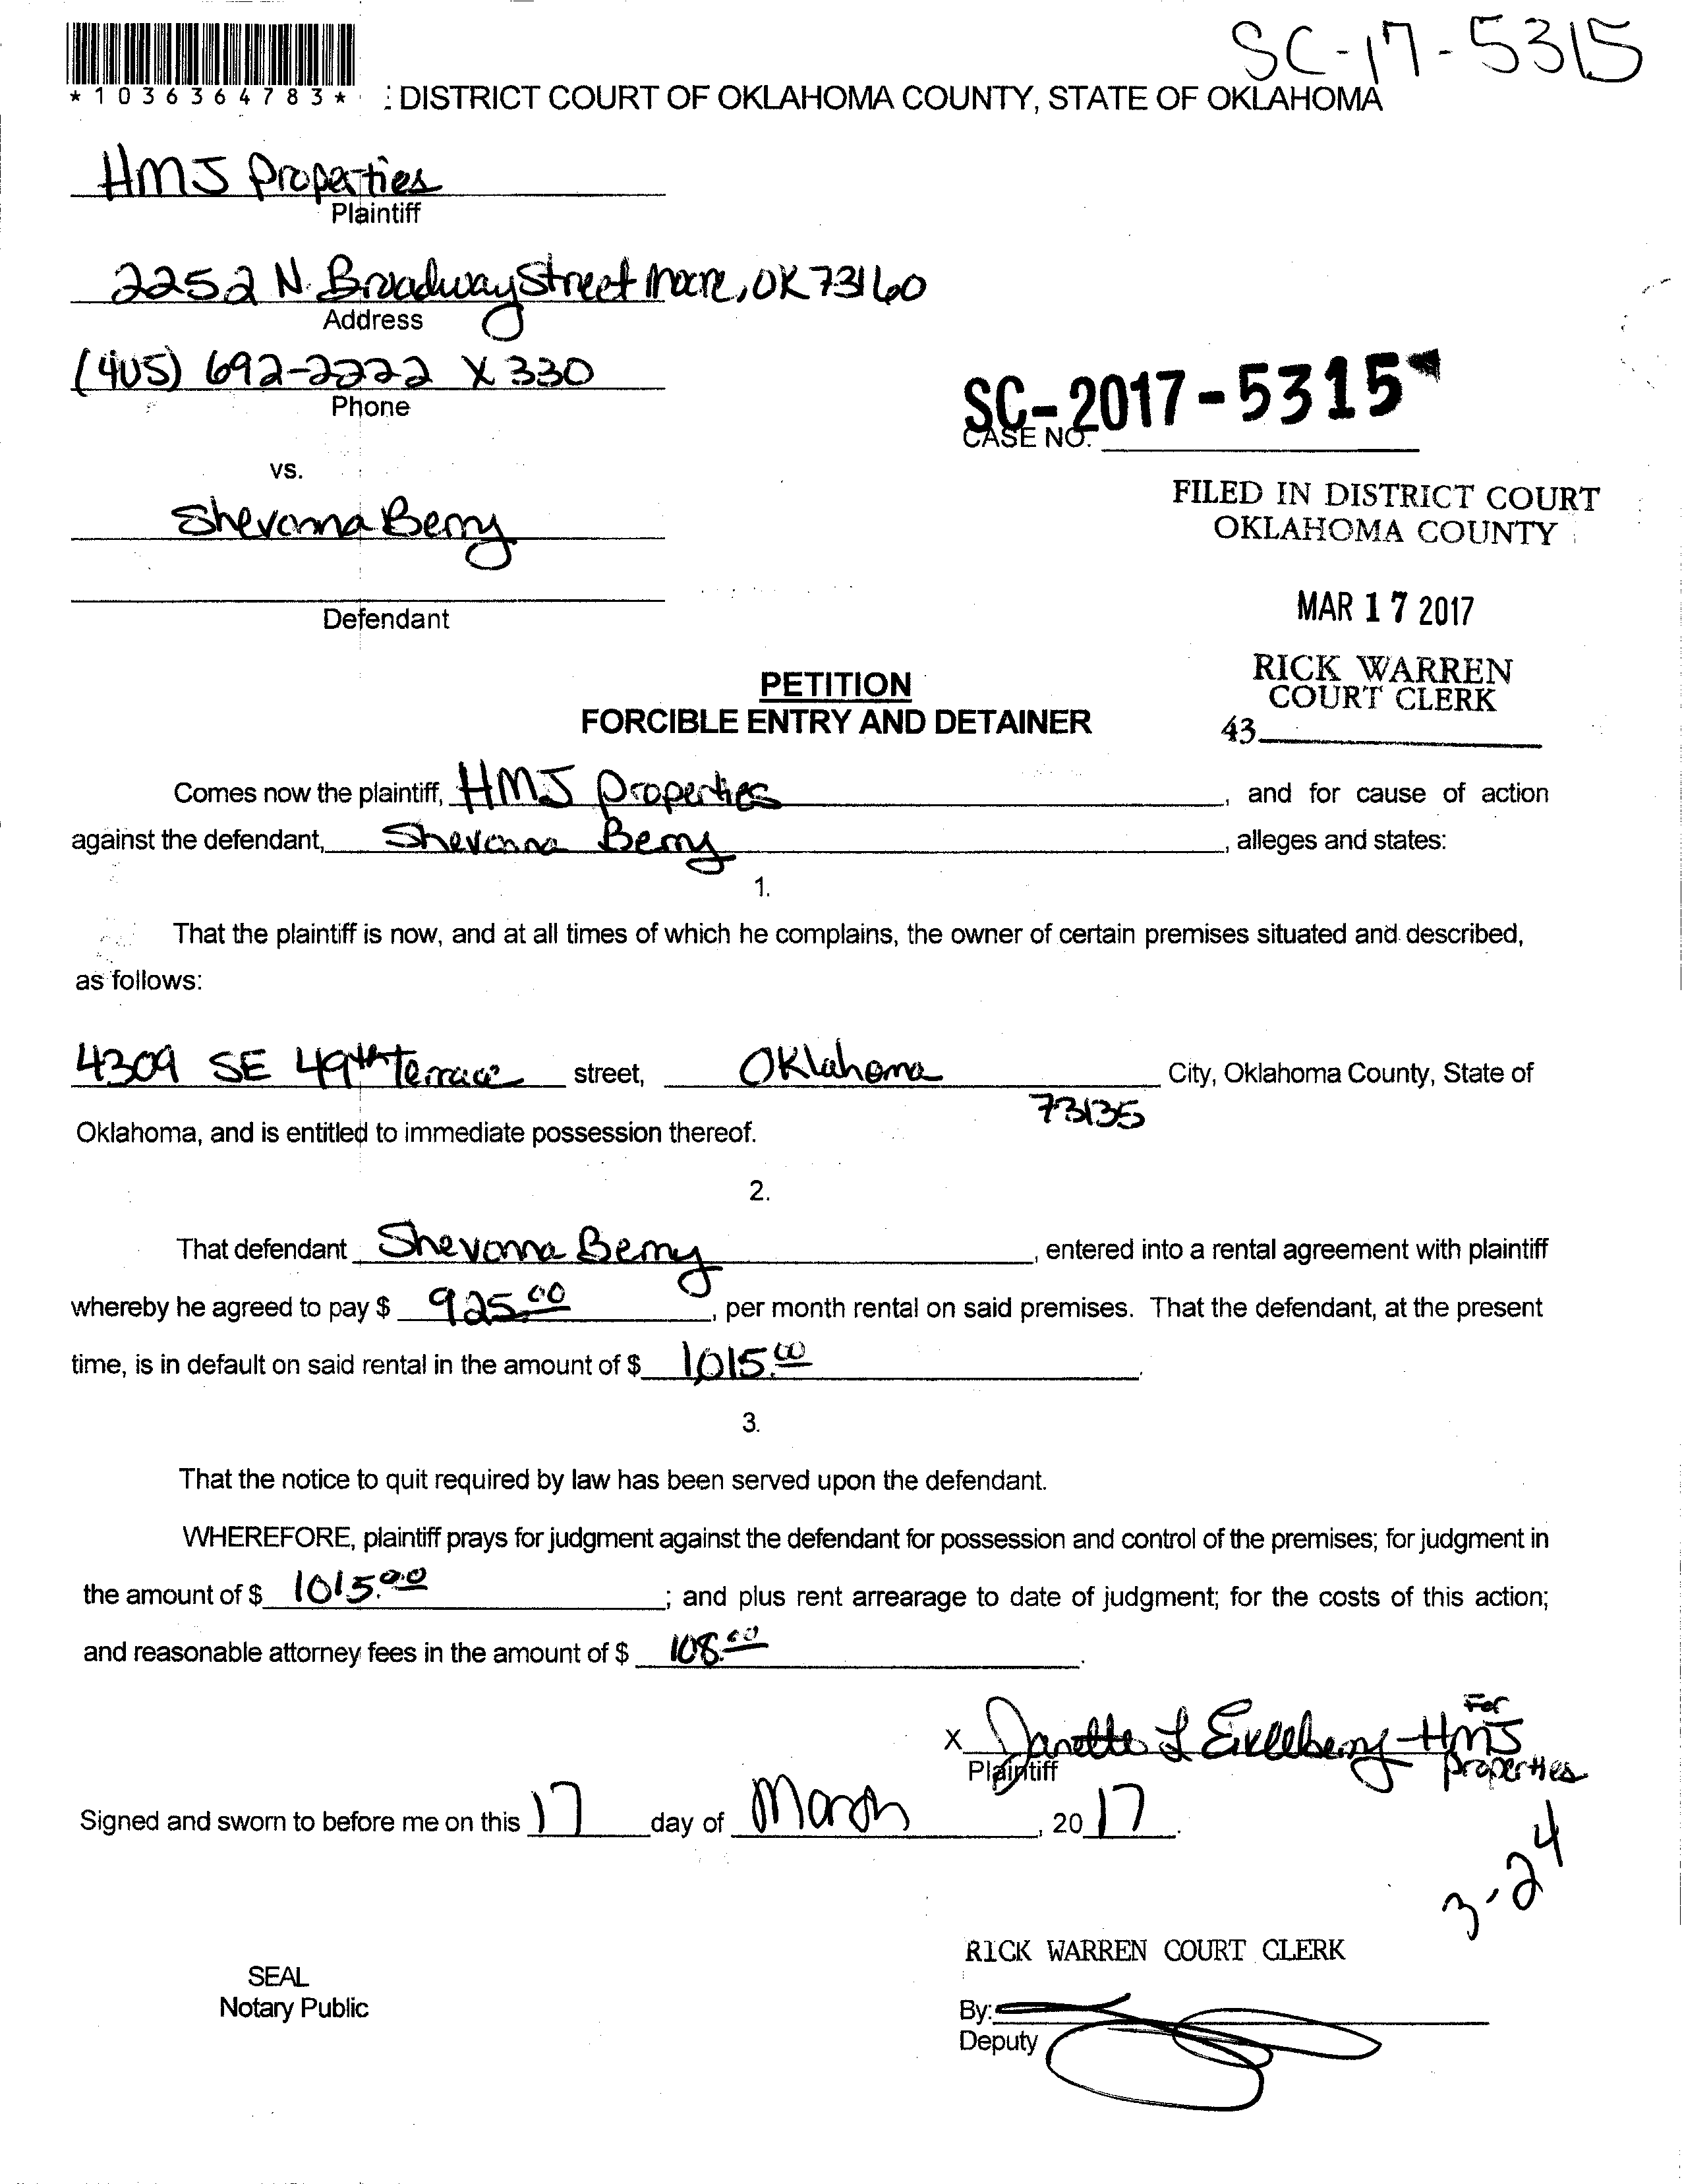 SC-17-5315
*1036364783*
: DISTRICT COURT OF OKLAHOMA COUNTY, STATE OF OKLAHOMA
HMJ Properties
Plaintiff
2252 N. Broadway Street Moore, OK 73160
Address
(405) 692-2222 X 330
Phone
SC-2017-5315
CASE NO.
vs.
Shevonna Berry
FILED IN DISTRICT COURT
OKLAHOMA COUNTY
Defendant
MAR 17 2017
RICK WARREN
COURT CLERK
43
PETITION
FORCIBLE ENTRY AND DETAINER
Comes now the plaintiff, HMJ Properties, and for cause of action
against the defendant, Shevonna Berry, alleges and states:
1.
That the plaintiff is now, and at all times of which he complains, the owner of certain premises situated and described,
as follows:
4309 SE 49th Terrace street, Oklahoma City, Oklahoma County, State of
73135
Oklahoma, and is entitled to immediate possession thereof.
2.
That defendant Shevonna Berry, entered into a rental agreement with plaintiff
whereby he agreed to pay $ 925.00, per month rental on said premises. That the defendant, at the present
time, is in default on said rental in the amount of $ 1,015.00.
3.
That the notice to quit required by law has been served upon the defendant.
WHEREFORE, plaintiff prays for judgment against the defendant for possession and control of the premises; for judgment in
the amount of $ 1015.00; and plus rent arrearage to date of judgment; for the costs of this action;
and reasonable attorney fees in the amount of $ 108.00.
X Janette L - For HMJ Properties
Plaintiff
Signed and sworn to before me on this 17 day of March, 2017.
3-24
RICK WARREN COURT CLERK
SEAL
Notary Public
By:
Deputy